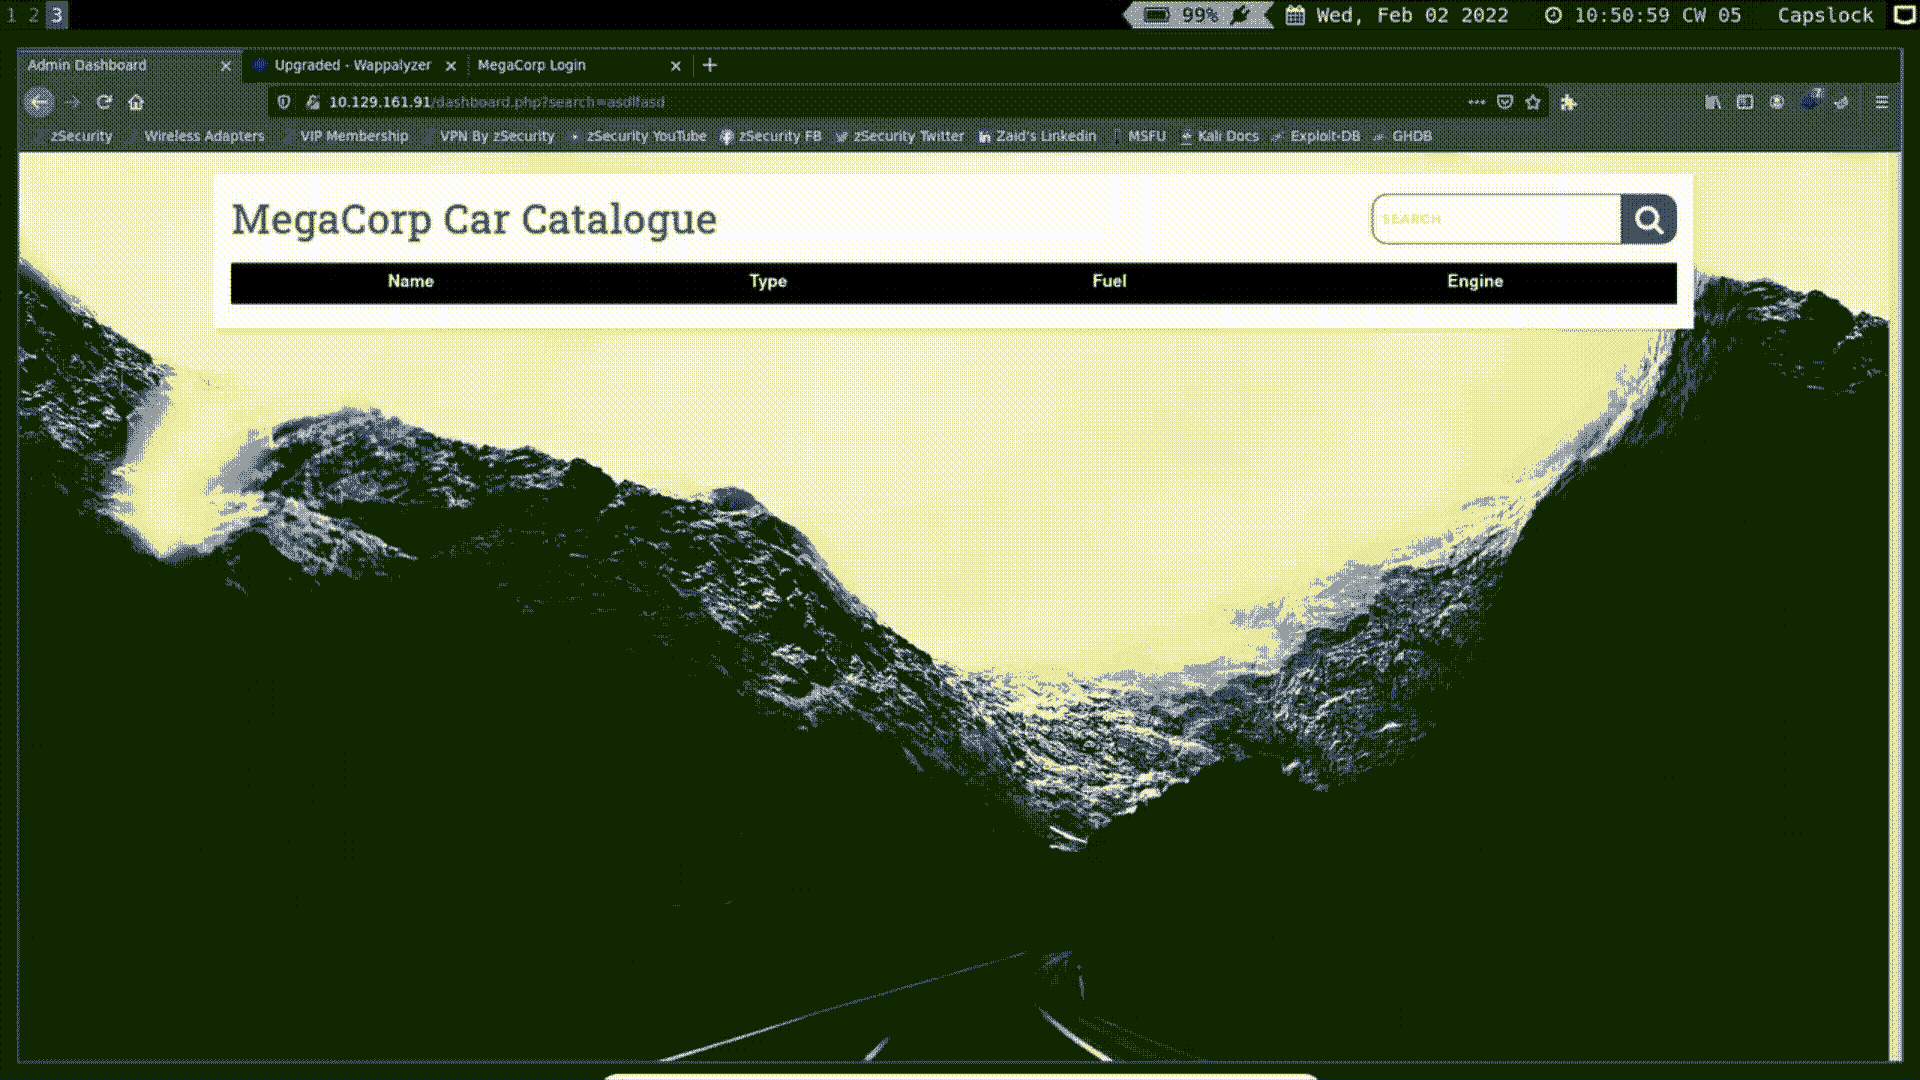 1 2 3 99% Wed, Feb 02 2022 10:50:59 CW 05 Capslock
Admin Dashboard Upgraded - Wappalyzer MegaCorp Login
10.129.161.91/dashboard.php?search=asdfasd 7
zSecurity Wireless Adapters VIP Membership VPN By zSecurity zSecurity YouTube zSecurity FB zSecurity Twitter Zaid's Linkedin MSFU Kali Docs Exploit-DB GHDB
MegaCorp Car Catalogue SEARCH
Name Type Fuel Engine